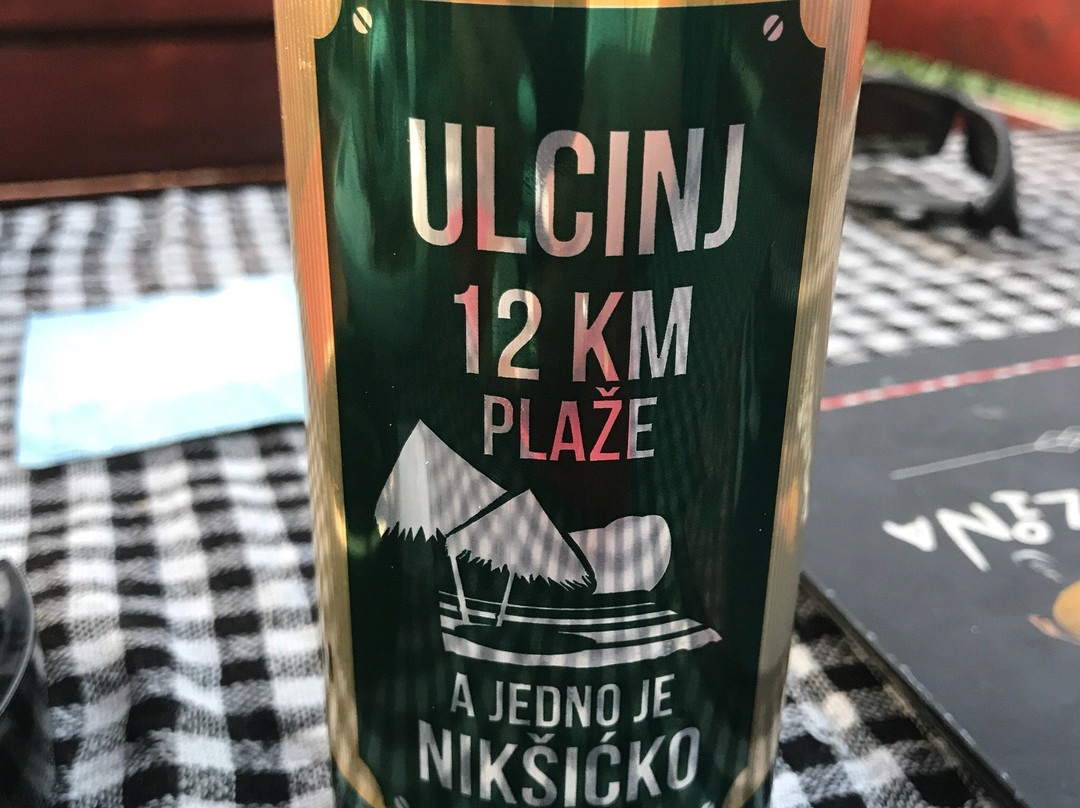 ULCINJ
12 KM
PLAŽE
A JEDNO JE
NIKŠIĆKO